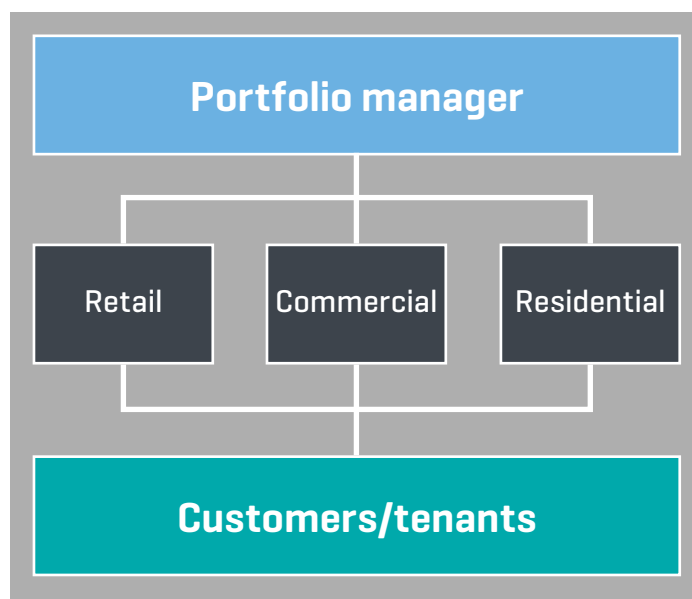 Portfolio manager
Retail
Commercial
Residential
Customers/tenants